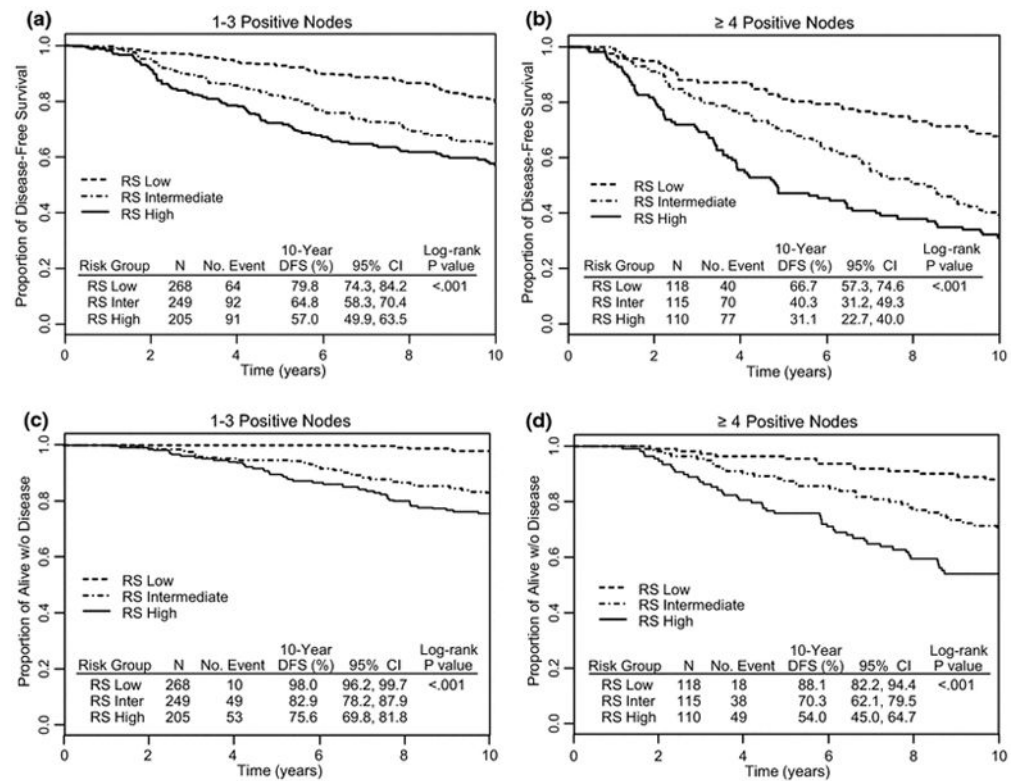 (a)
1-3 Positive Nodes
Proportion of Disease-Free Survival
1.0
0.8
0.6
0.4
0.2
0.0
RS Low
RS Intermediate
RS High
10-Year Log-rank
Risk Group N No. Event DFS (%) 95% CI P value
RS Low 268 64 79.8 74.3, 84.2 <.001
RS Inter 249 92 64.8 58.3, 70.4
RS High 205 91 57.0 49.9, 63.5
0 2 4 6 8 10
Time (years)
(b)
≥ 4 Positive Nodes
Proportion of Disease-Free Survival
1.0
0.8
0.6
0.4
0.2
0.0
RS Low
RS Intermediate
RS High
10-Year Log-rank
Risk Group N No. Event DFS (%) 95% CI P value
RS Low 118 40 66.7 57.3, 74.6 <.001
RS Inter 115 70 40.3 31.2, 49.3
RS High 110 77 31.1 22.7, 40.0
0 2 4 6 8 10
Time (years)
(c)
1-3 Positive Nodes
Proportion of Alive w/o Disease
1.0
0.8
0.6
0.4
0.2
0.0
RS Low
RS Intermediate
RS High
10-Year Log-rank
Risk Group N No. Event DFS (%) 95% CI P value
RS Low 268 10 98.0 96.2, 99.7 <.001
RS Inter 249 49 82.9 78.2, 87.9
RS High 205 53 75.6 69.8, 81.8
0 2 4 6 8 10
Time (years)
(d)
≥ 4 Positive Nodes
Proportion of Alive w/o Disease
1.0
0.8
0.6
0.4
0.2
0.0
RS Low
RS Intermediate
RS High
10-Year Log-rank
Risk Group N No. Event DFS (%) 95% CI P value
RS Low 118 18 88.1 82.2, 94.4 <.001
RS Inter 115 38 70.3 62.1, 79.5
RS High 110 49 54.0 45.0, 64.7
0 2 4 6 8 10
Time (years)